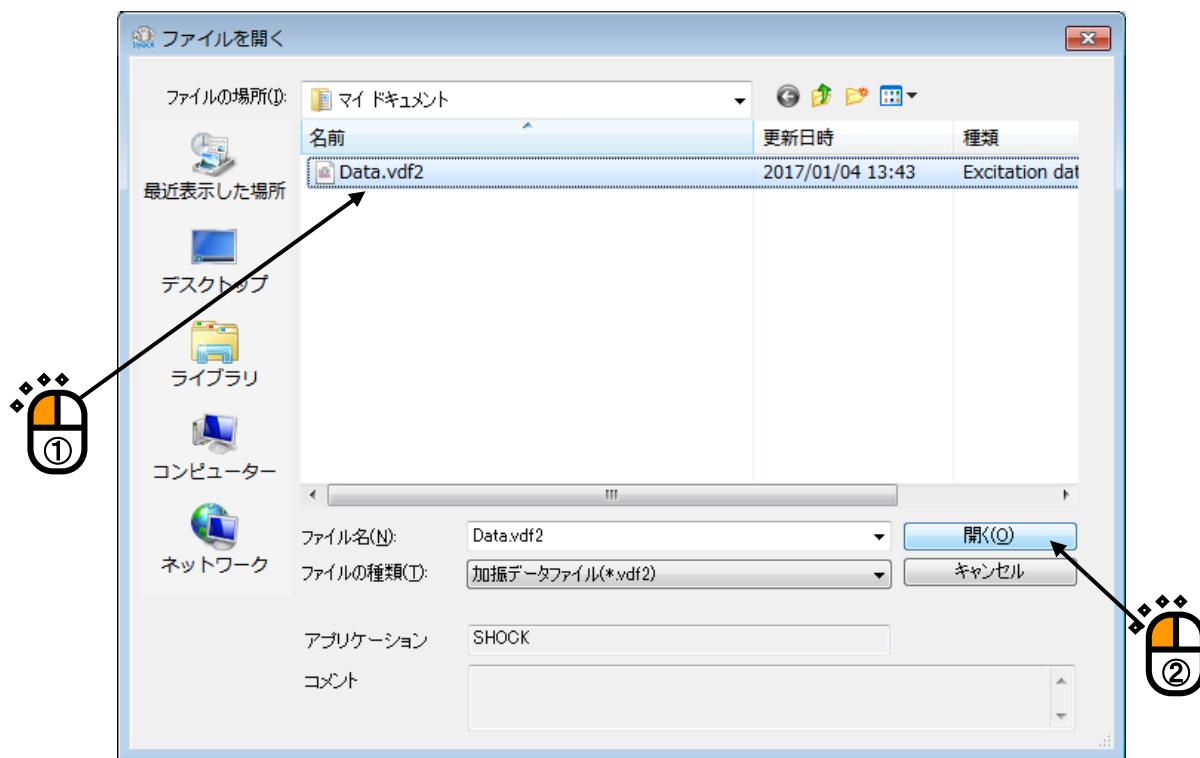 SHOCK
ファイルを開く
ファイルの場所(I):
マイ ドキュメント
名前
更新日時
種類
Data.vdf2
2017/01/04 13:43
Excitation dat
最近表示した場所
デスクトップ
ライブラリ
コンピューター
ネットワーク
①
ファイル名(N):
Data.vdf2
開く(O)
ファイルの種類(T):
加振データファイル(*.vdf2)
キャンセル
アプリケーション
SHOCK
コメント
②